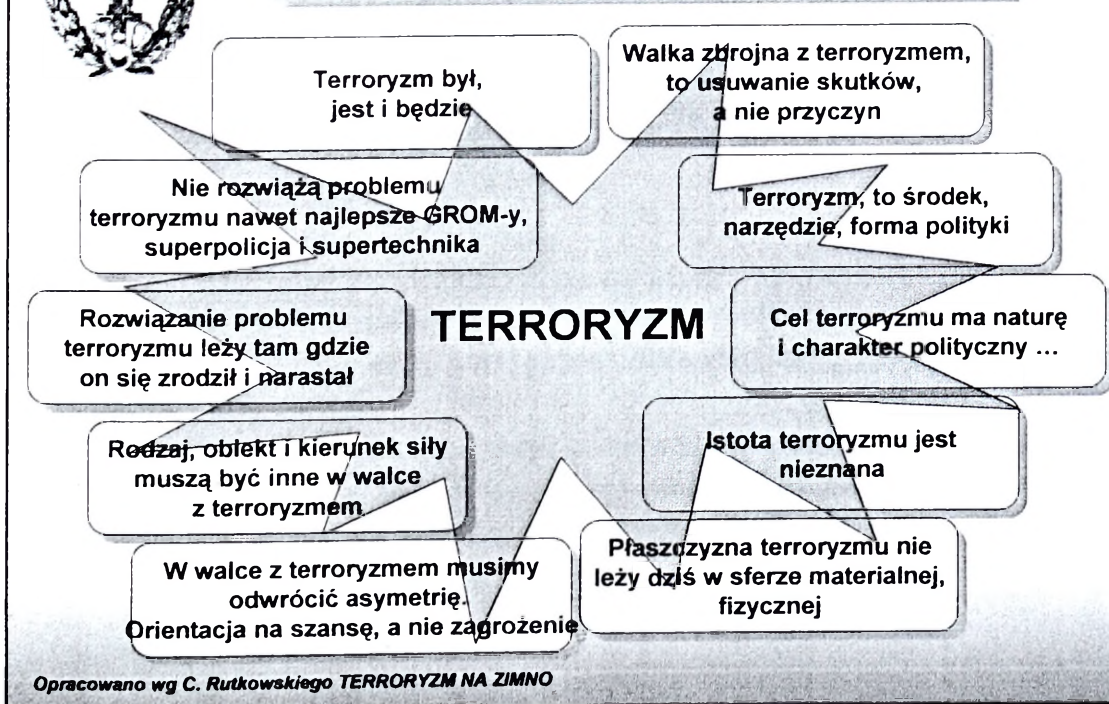 Terroryzm był,
jest i będzie
Walka zbrojna z terroryzmem,
to usuwanie skutków,
a nie przyczyn
Nie rozwiążą problemu
terroryzmu nawet najlepsze GROM-y,
superpolicja i supertechnika
Terroryzm, to środek,
narzędzie, forma polityki
Rozwiązanie problemu
terroryzmu leży tam gdzie
on się zrodził i narastał
TERRORYZM
Cel terroryzmu ma naturę
i charakter polityczny ...
Rodzaj, obiekt i kierunek siły
muszą być inne w walce
z terroryzmem
Istota terroryzmu jest
nieznana
W walce z terroryzmem musimy
odwrócić asymetrię.
Orientacja na szansę, a nie zagrożenie
Płaszczyzna terroryzmu nie
leży dziś w sferze materialnej,
fizycznej
Opracowano wg C. Rutkowskiego TERRORYZM NA ZIMNO